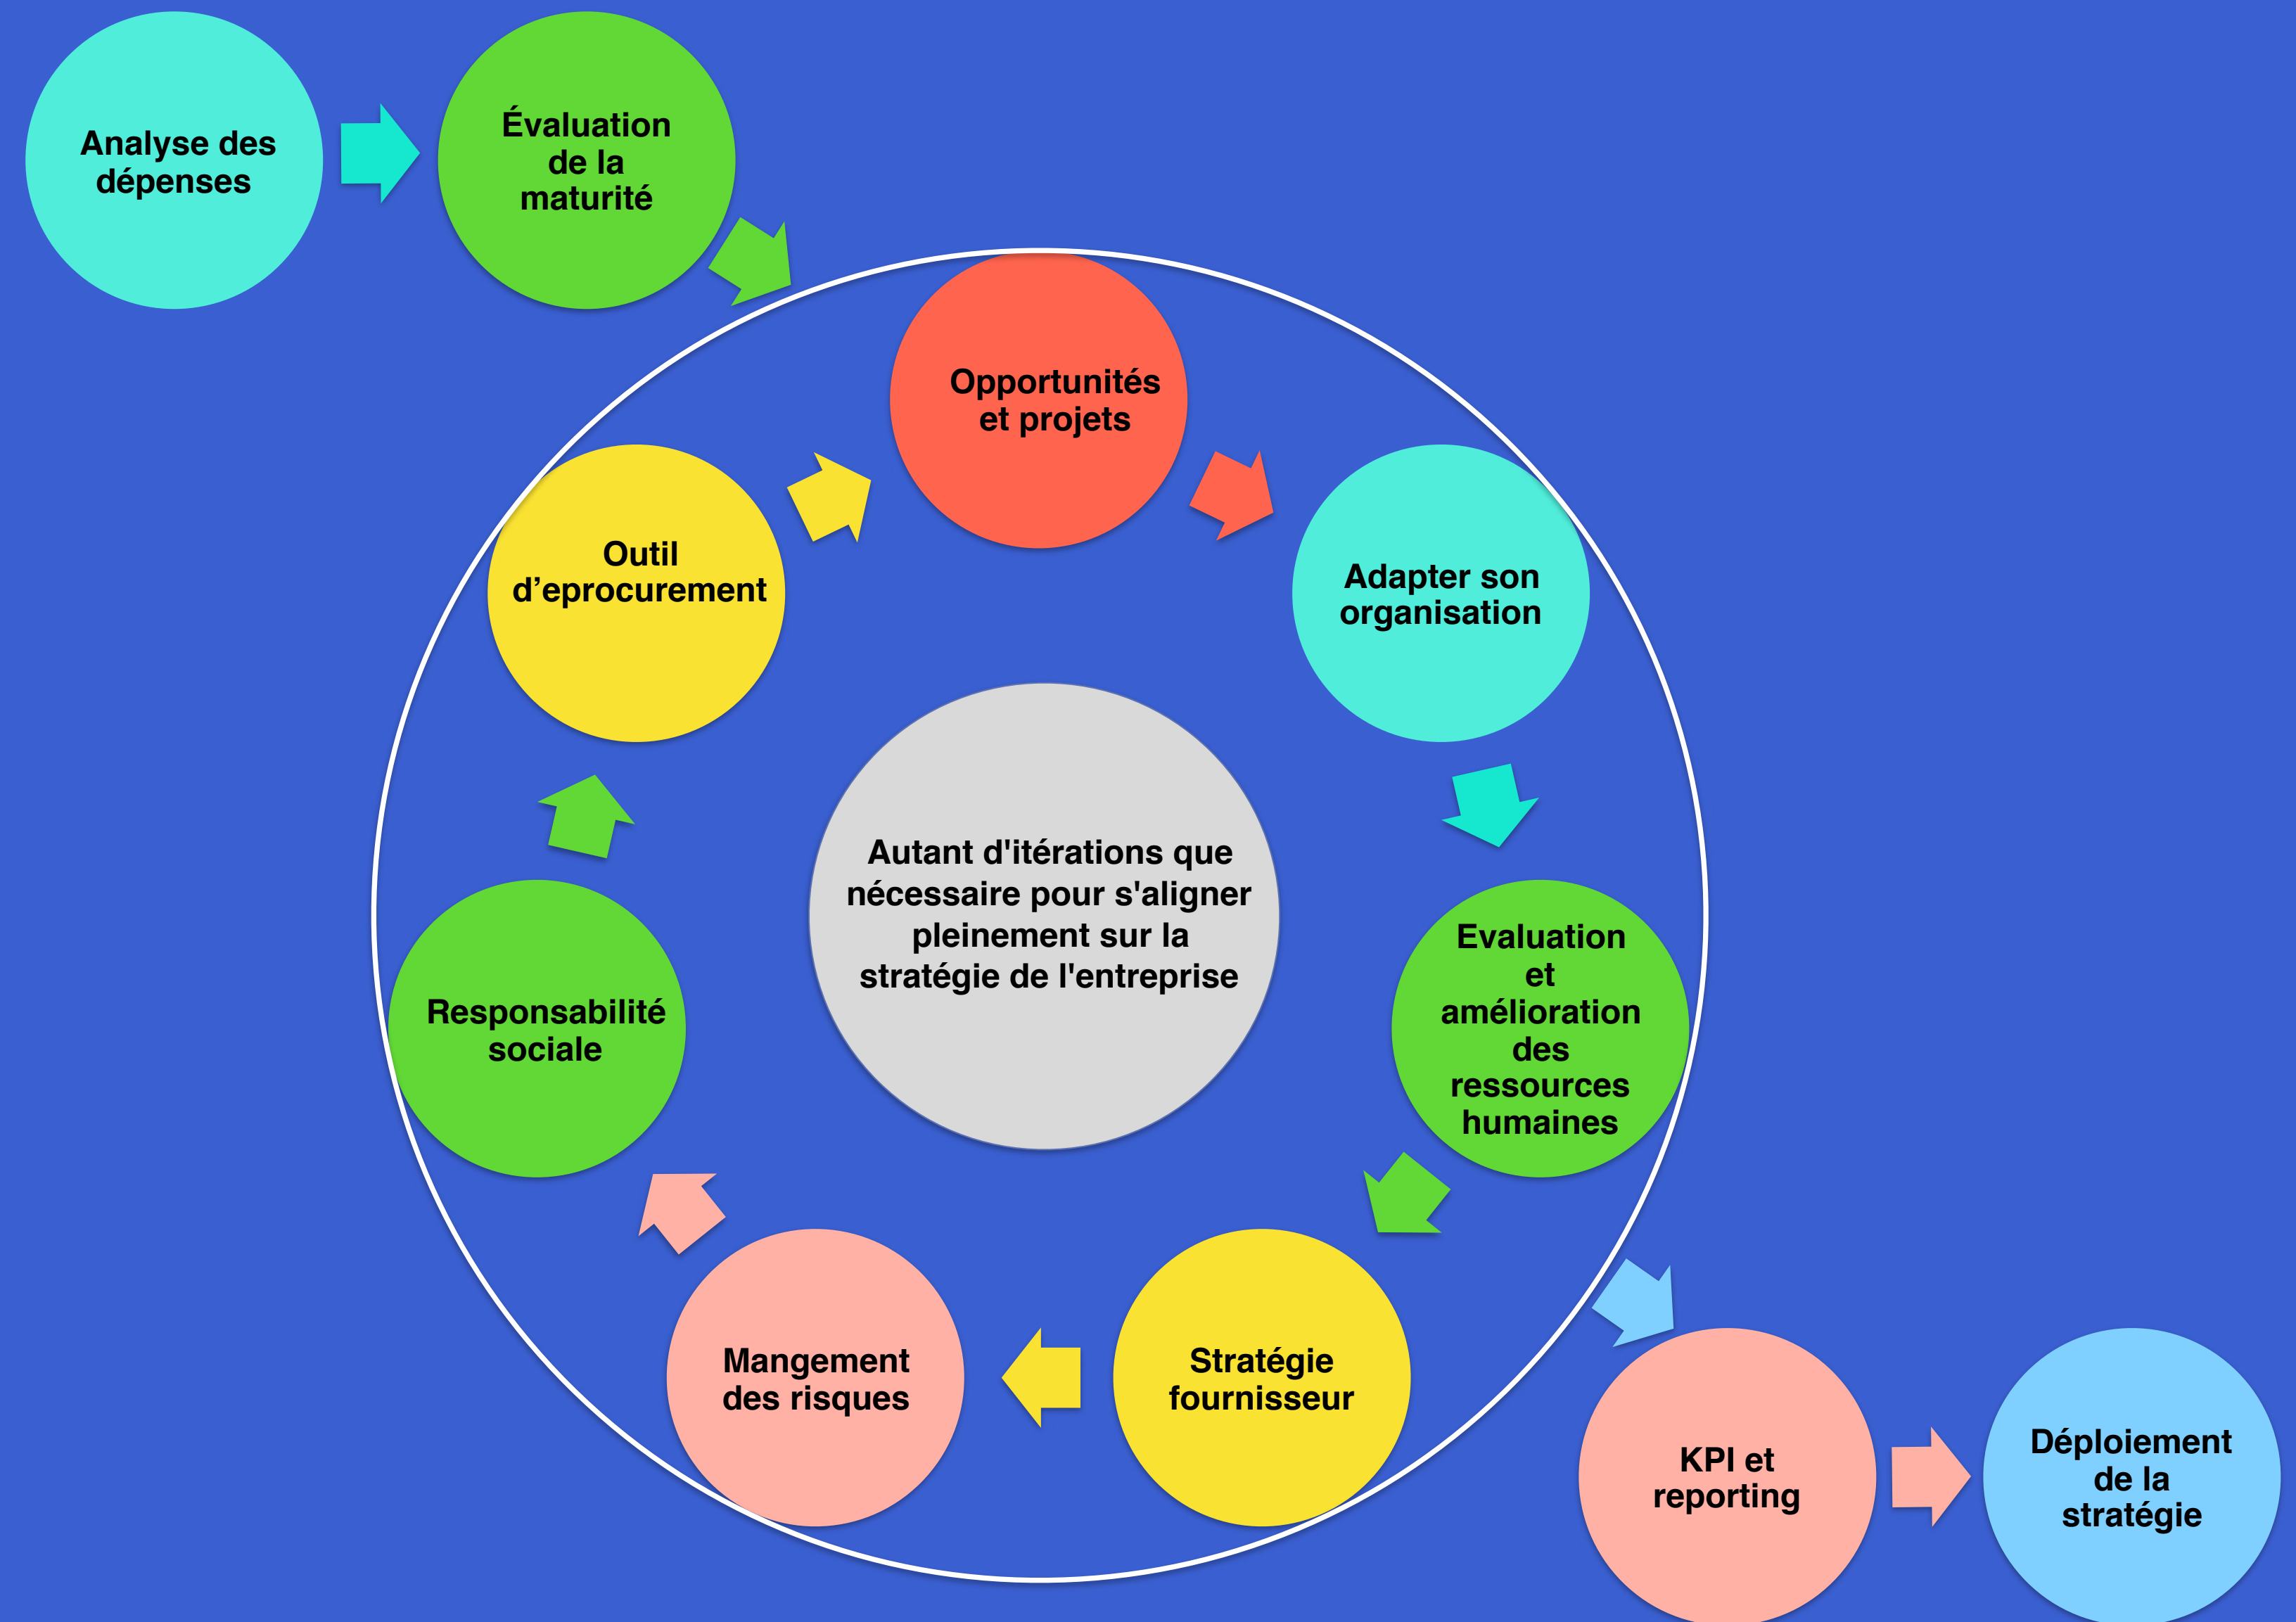 Analyse des
dépenses
Évaluation
de la
maturité
Opportunités
et projets
Adapter son
organisation
Evaluation
et
amélioration
des
ressources
humaines
Stratégie
fournisseur
Mangement
des risques
Responsabilité
sociale
Outil
d’eprocurement
Autant d'itérations que
nécessaire pour s'aligner
pleinement sur la
stratégie de l'entreprise
KPI et
reporting
Déploiement
de la
stratégie